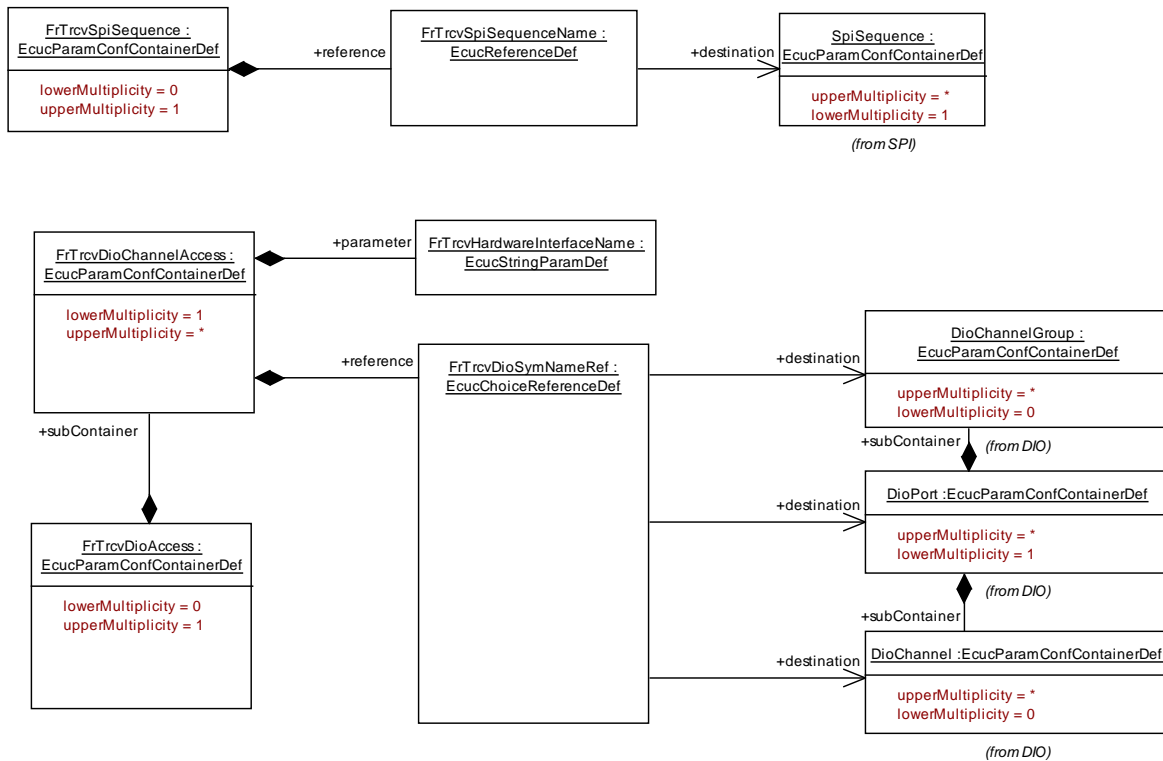 FrTrcvSpiSequence :
EcucParamConfContainerDef
lowerMultiplicity = 0
upperMultiplicity = 1
+reference
FrTrcvSpiSequenceName :
EcucReferenceDef
+destination
SpiSequence :
EcucParamConfContainerDef
upperMultiplicity = *
lowerMultiplicity = 1
(from SPI)
FrTrcvDioChannelAccess :
EcucParamConfContainerDef
lowerMultiplicity = 1
upperMultiplicity = *
+parameter
FrTrcvHardwareInterfaceName :
EcucStringParamDef
+reference
FrTrcvDioSymNameRef :
EcucChoiceReferenceDef
+destination
DioChannelGroup :
EcucParamConfContainerDef
upperMultiplicity = *
lowerMultiplicity = 0
(from DIO)
+subContainer
+subContainer
+destination
DioPort :EcucParamConfContainerDef
upperMultiplicity = *
lowerMultiplicity = 1
(from DIO)
+subContainer
FrTrcvDioAccess :
EcucParamConfContainerDef
lowerMultiplicity = 0
upperMultiplicity = 1
+destination
DioChannel :EcucParamConfContainerDef
upperMultiplicity = *
lowerMultiplicity = 0
(from DIO)